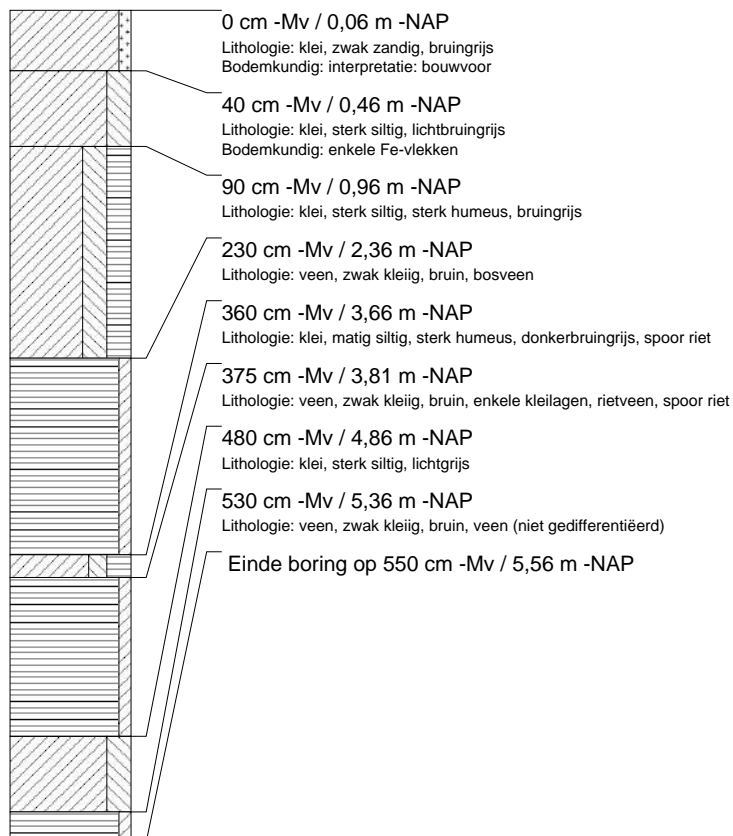 0 cm -Mv / 0,06 m -NAP
Lithologie: klei, zwak zandig, bruingrijs
Bodemkundig: interpretatie: bouwvoor
40 cm -Mv / 0,46 m -NAP
Lithologie: klei, sterk siltig, lichtbruingrijs
Bodemkundig: enkele Fe-vlekken
90 cm -Mv / 0,96 m -NAP
Lithologie: klei, sterk siltig, sterk humeus, bruingrijs
230 cm -Mv / 2,36 m -NAP
Lithologie: veen, zwak kleiig, bruin, bosveen
360 cm -Mv / 3,66 m -NAP
Lithologie: klei, matig siltig, sterk humeus, donkerbruingrijs, spoor riet
375 cm -Mv / 3,81 m -NAP
Lithologie: veen, zwak kleiig, bruin, enkele kleilagen, rietveen, spoor riet
480 cm -Mv / 4,86 m -NAP
Lithologie: klei, sterk siltig, lichtgrijs
530 cm -Mv / 5,36 m -NAP
Lithologie: veen, zwak kleiig, bruin, veen (niet gedifferentiëerd)
Einde boring op 550 cm -Mv / 5,56 m -NAP